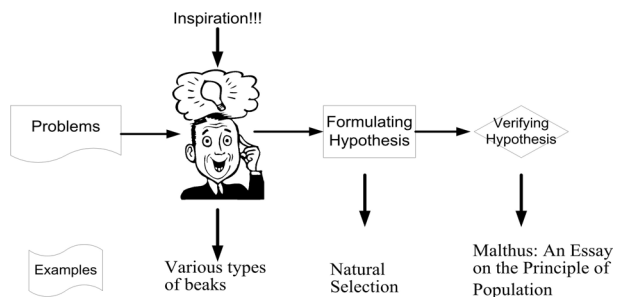 Inspiration!!!
Problems
Formulating
Hypothesis
Verifying
Hypothesis
Examples
Various types
of beaks
Natural
Selection
Malthus: An Essay
on the Principle of
Population